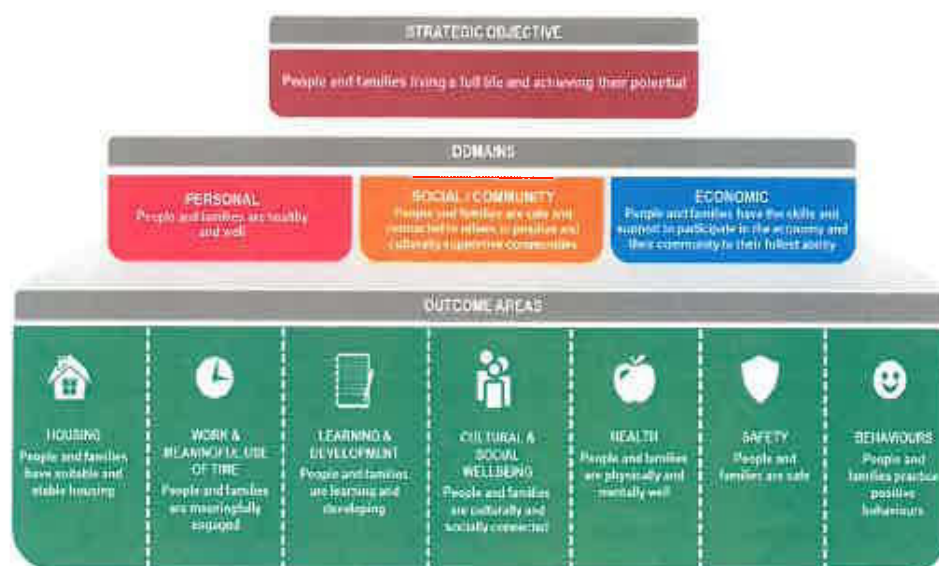 STRATEGIC OBJECTIVE
People and families living a full life and achieving their potential
DOMAINS
PERSONAL
People and families are healthy
and well
SOCIAL / COMMUNITY
People and families are safe and
connected to others in positive and
culturally supportive communities
ECONOMIC
People and families have the skills and
support to participate in the economy and
their community to their fullest ability
OUTCOME AREAS
HOUSING
People and families
have suitable and
stable housing
WORK &
MEANINGFUL USE
OF TIME
People and families
are meaningfully
engaged
LEARNING &
DEVELOPMENT
People and families
are learning and
developing
CULTURAL &
SOCIAL
WELLBEING
People and families
are culturally and
socially connected
HEALTH
People and families
are physically and
mentally well
SAFETY
People and
families are safe
BEHAVIOURS
People and
families practice
positive
behaviours